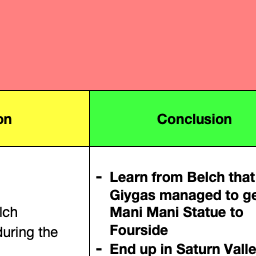 on
Conclusion
- Learn from Belch that
Giygas managed to ge
Mani Mani Statue to
lch
Fourside
during the
- End up in Saturn Valle